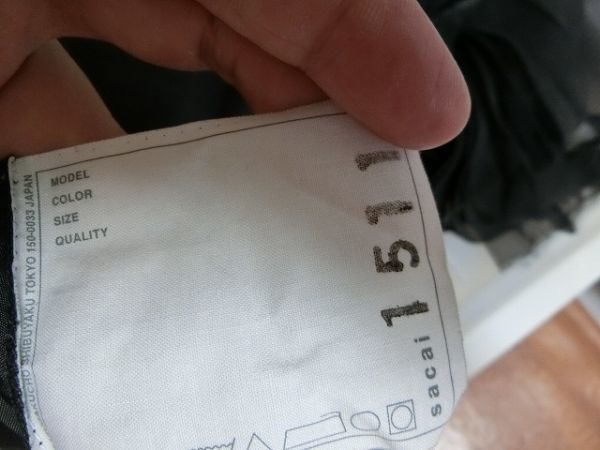 MODEL
COLOR
SIZE
QUALITY
SHIBUYAKU TOKYO 150-0033 JAPAN
1511
sacai